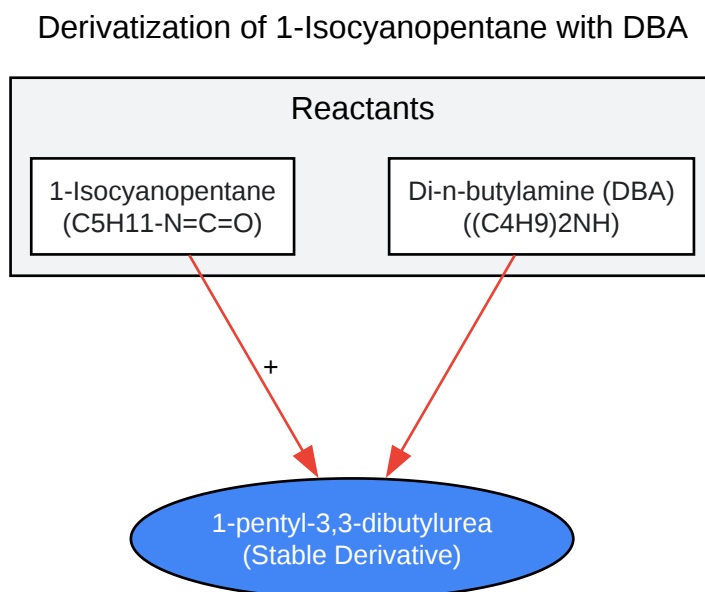 Derivatization of 1-Isocyanopentane with DBA
Reactants
1-Isocyanopentane
(C5H11-N=C=O)
Di-n-butylamine (DBA)
((C4H9)2NH)
+
1-pentyl-3,3-dibutylurea
(Stable Derivative)